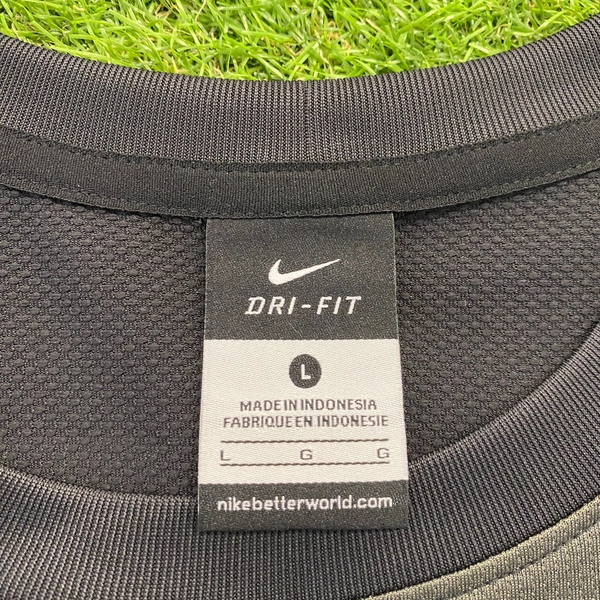 DRI-FIT
L
MADE IN INDONESIA
FABRIQUE EN INDONESIE
L G G
nikebetterworld.com